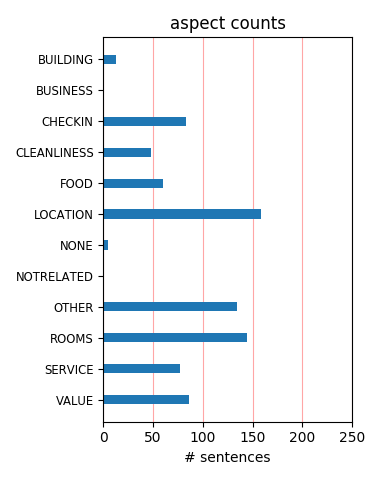 aspect counts
BUILDING
BUSINESS
CHECKIN
CLEANLINESS
FOOD
LOCATION
NONE
NOTRELATED
OTHER
ROOMS
SERVICE
VALUE
0 50 100 150 200 250
# sentences